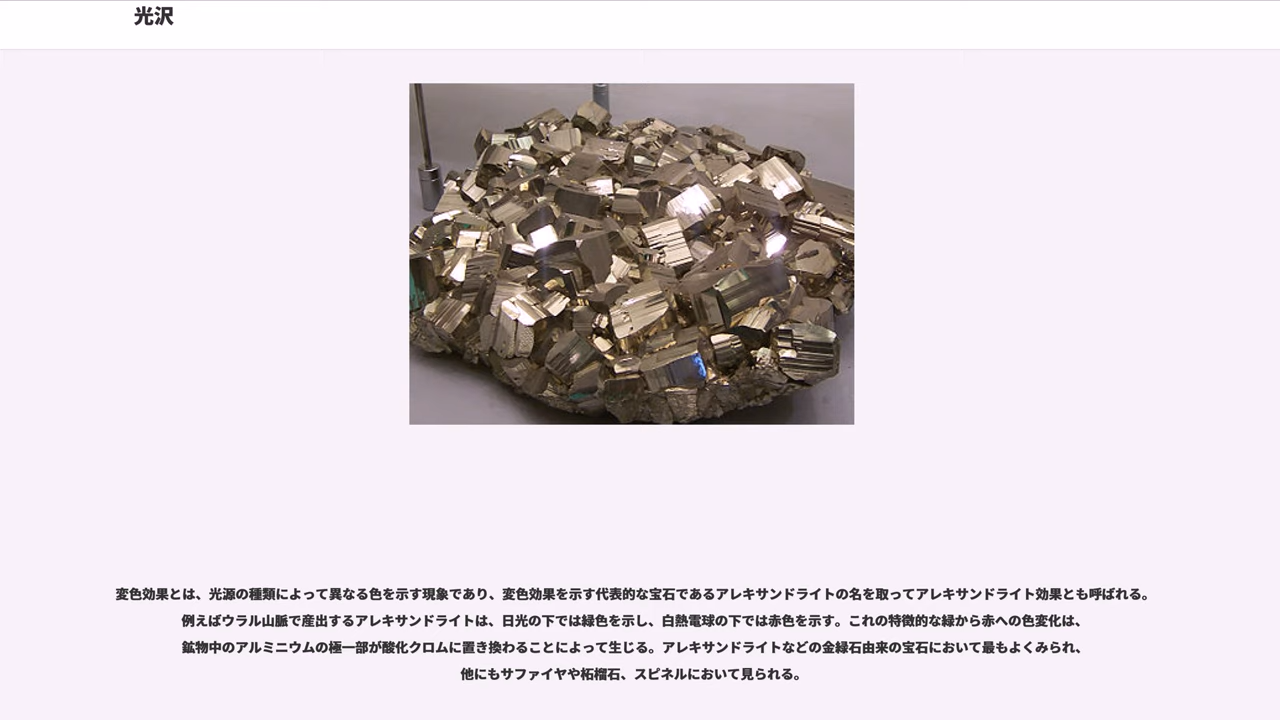 光沢
変色効果とは、光源の種類によって異なる色を示す現象であり、変色効果を示す代表的な宝石であるアレキサンドライトの名を取ってアレキサンドライト効果とも呼ばれる。
例えばウラル山脈で産出するアレキサンドライトは、日光の下では緑色を示し、白熱電球の下では赤色を示す。これの特徴的な緑から赤への色変化は、
鉱物中のアルミニウムの極一部が酸化クロムに置き換わることによって生じる。アレキサンドライトなどの金緑石由来の宝石において最もよくみられ、
他にもサファイヤや柘榴石、スピネルにおいて見られる。